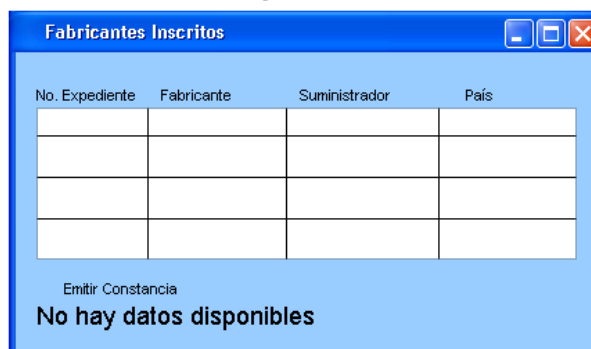 Fabricantes Inscritos
No. Expediente Fabricante Suministrador País
Emitir Constancia
No hay datos disponibles